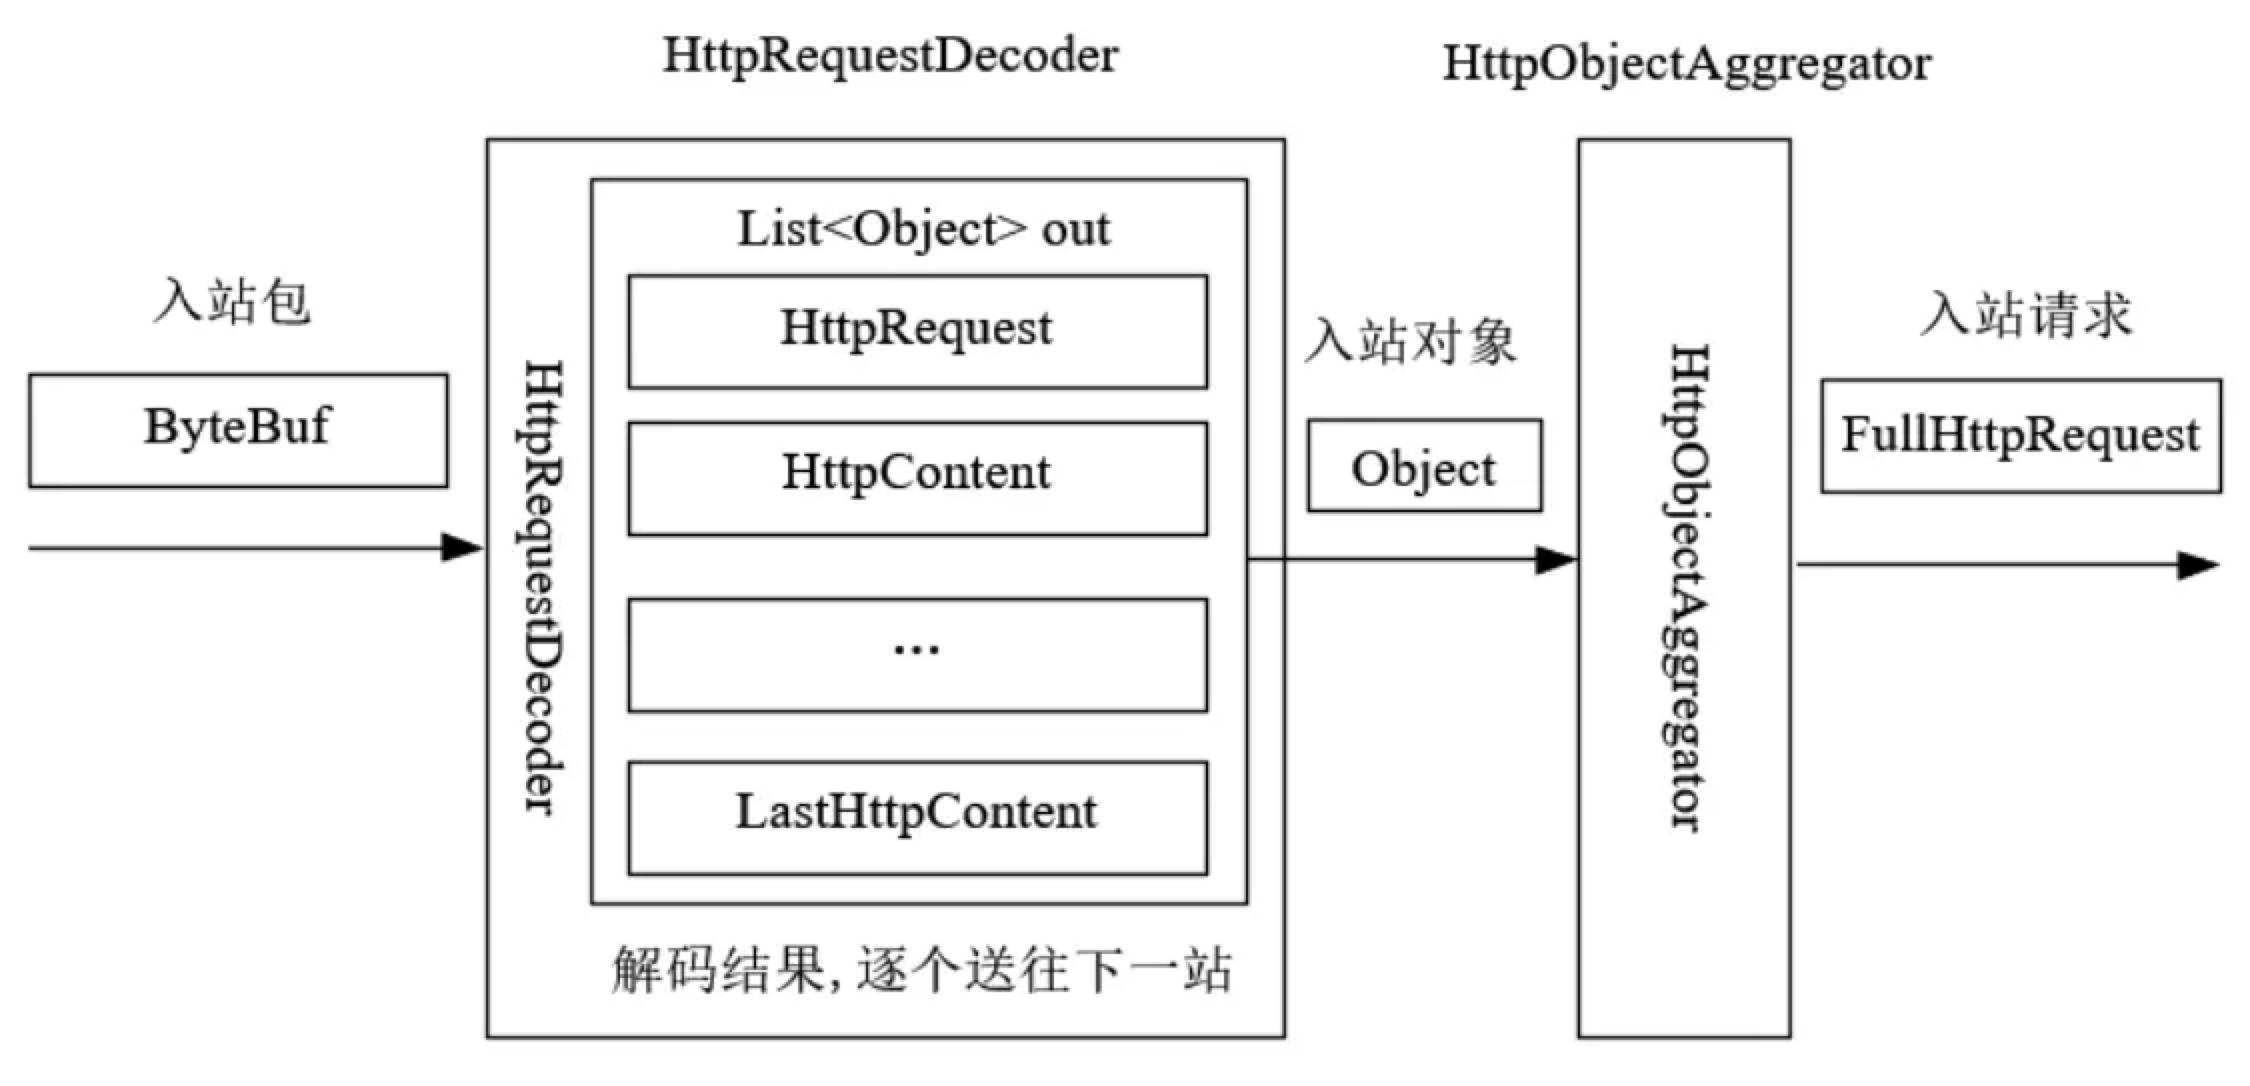 HttpRequestDecoder
HttpObjectAggregator
入站包
ByteBuf
HttpRequestDecoder
List<Object> out
HttpRequest
HttpContent
...
LastHttpContent
解码结果,逐个送往下一站
入站对象
Object
HttpObjectAggregator
入站请求
FullHttpRequest